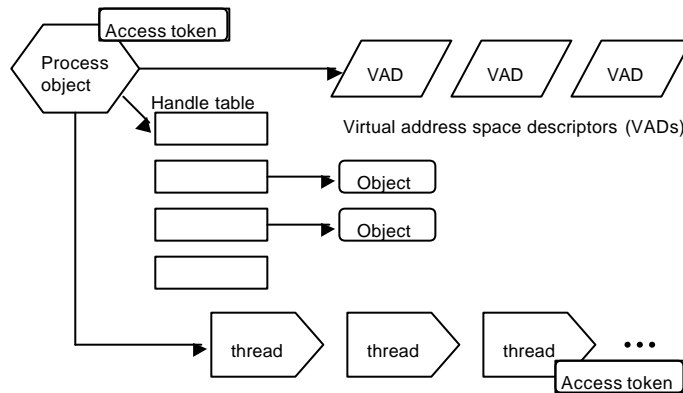 Access token
Process
object
VAD VAD VAD
Handle table
Virtual address space descriptors (VADs)
Object
Object
thread thread thread
Access token